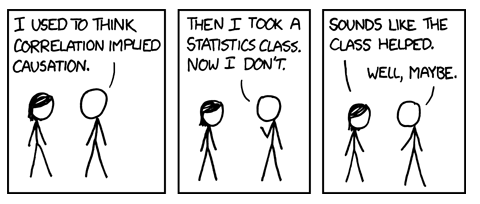 I USED TO THINK
CORRELATION IMPLIED
CAUSATION.
THEN I TOOK A
STATISTICS CLASS.
NOW I DON'T.
SOUNDS LIKE THE
CLASS HELPED.
WELL, MAYBE.